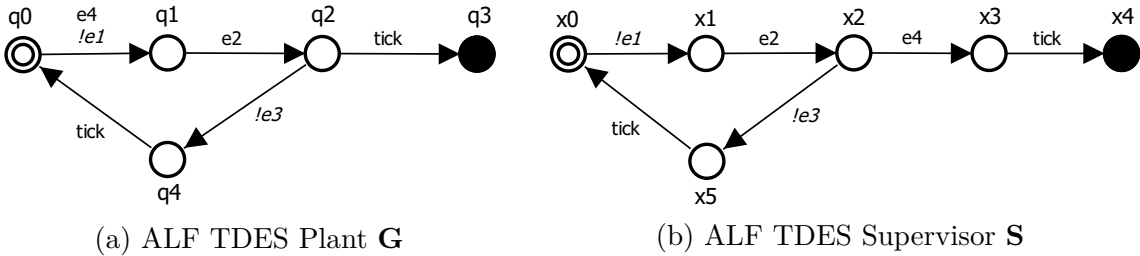 q0 e4 q1 q2 q3
!e1 e2 tick
tick !e3
q4
(a) ALF TDES Plant G
x0 x1 x2 x3 x4
!e1 e2 e4 tick
tick !e3
x5
(b) ALF TDES Supervisor S